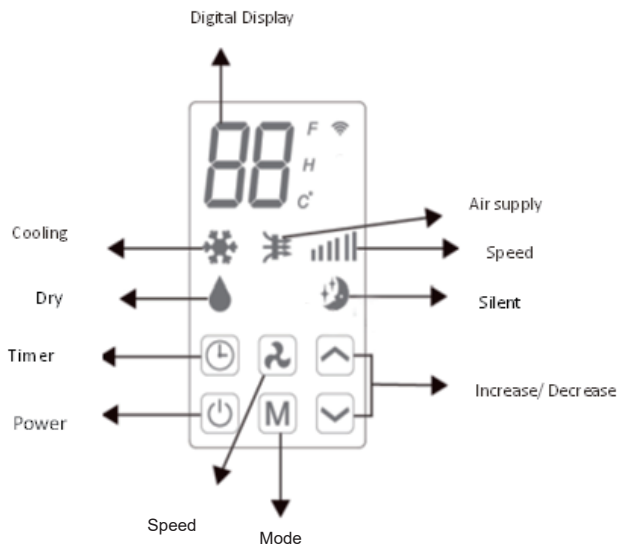 Digital Display
88
F
H
C°
Air supply
Cooling
Speed
Dry
Silent
Timer
Increase/ Decrease
Power
M
Speed
Mode